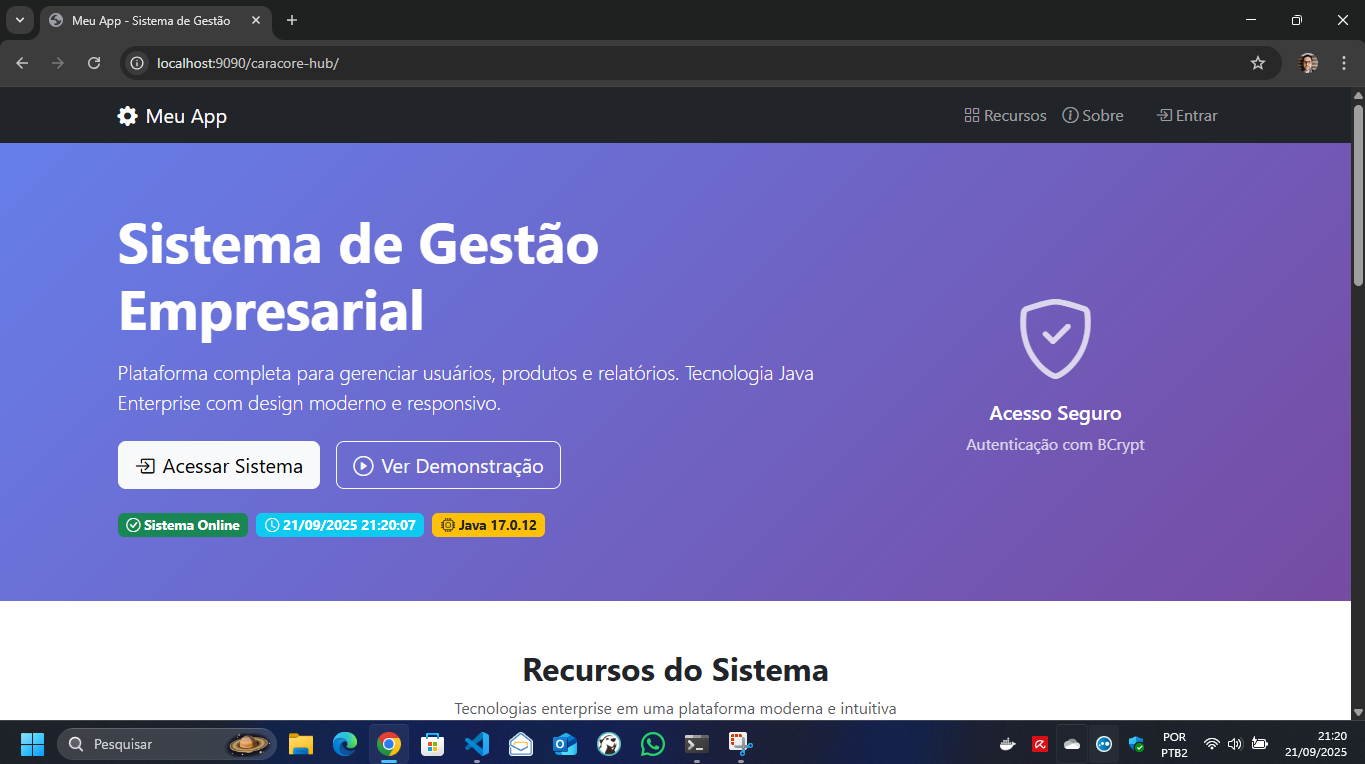 Meu App - Sistema de Gestão
localhost:9090/caracore-hub/
Meu App
Recursos
Sobre
Entrar
Sistema de Gestão
Empresarial
Plataforma completa para gerenciar usuários, produtos e relatórios. Tecnologia Java
Enterprise com design moderno e responsivo.
Acessar Sistema
Ver Demonstração
Sistema Online
21/09/2025 21:20:07
Java 17.0.12
Acesso Seguro
Autenticação com BCrypt
Recursos do Sistema
Tecnologias enterprise em uma plataforma moderna e intuitiva
Pesquisar
POR
PTB2
21:20
21/09/2025